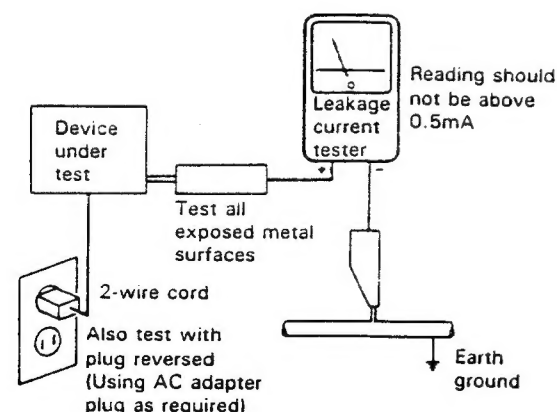 Device
under
test
Leakage
current
tester
+
-
Reading should
not be above
0.5mA
Test all
exposed metal
surfaces
2-wire cord
Also test with
plug reversed
(Using AC adapter
plug as required)
Earth
ground